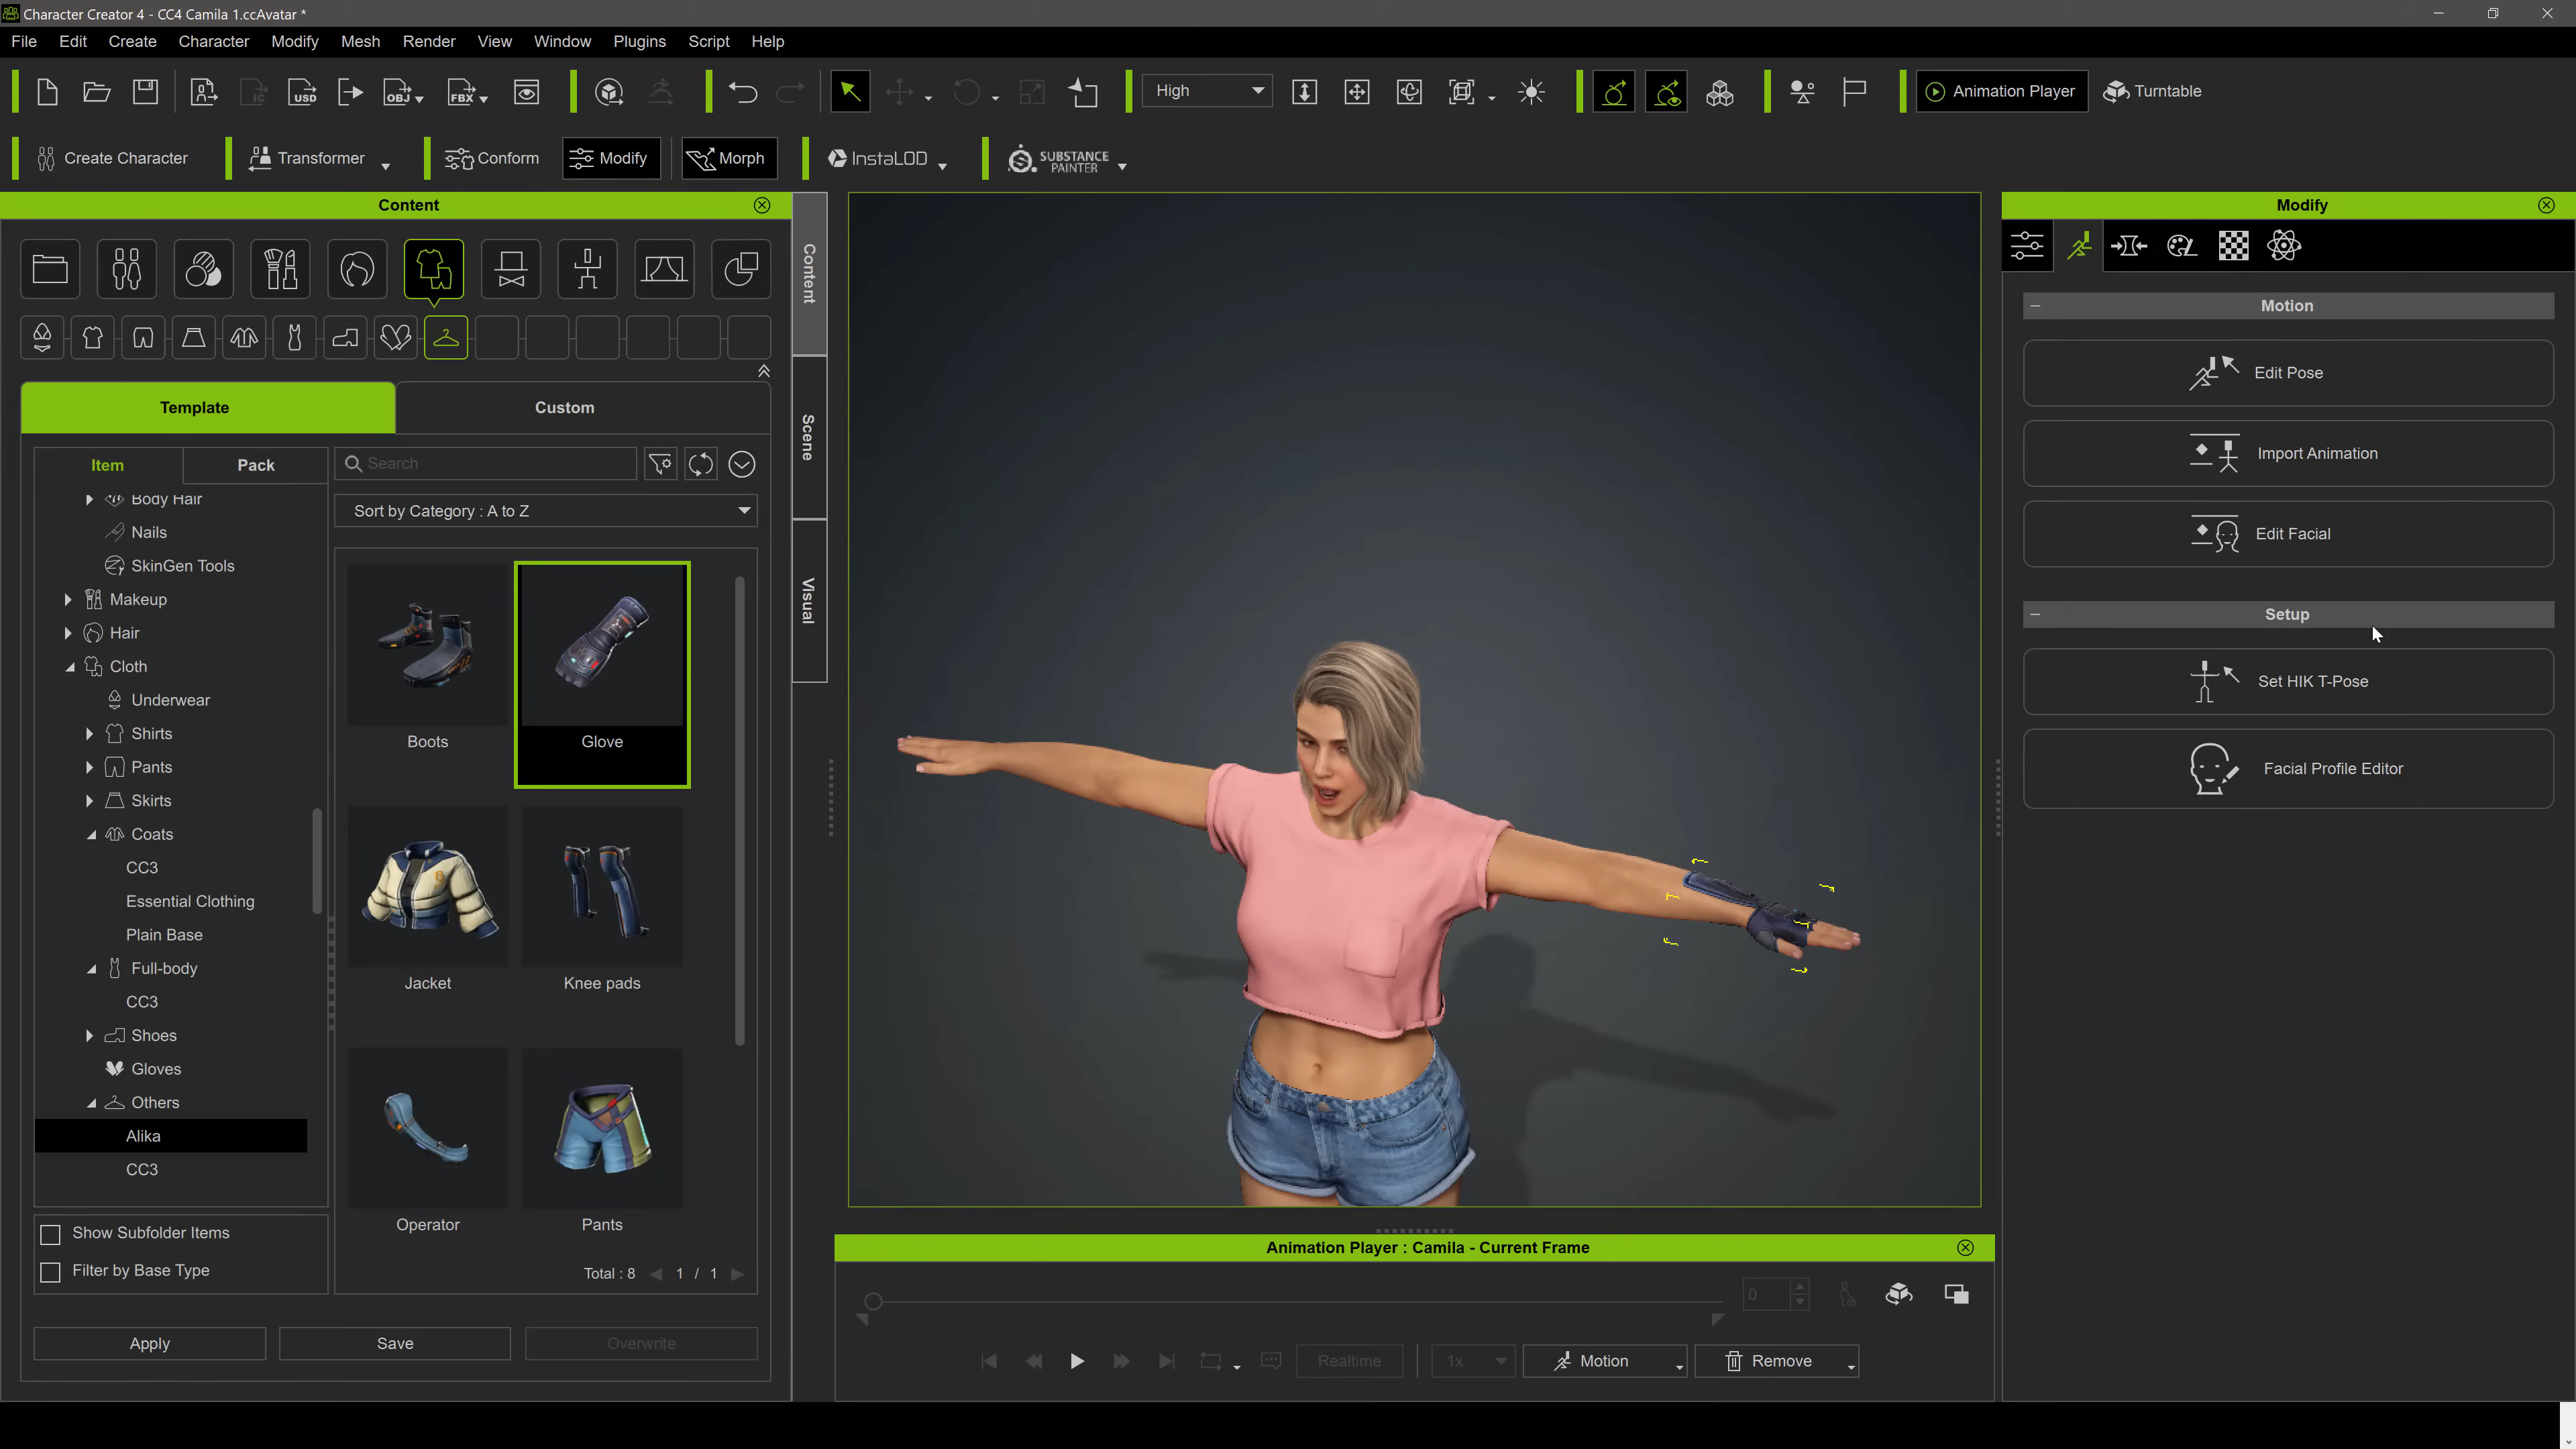 Character Creator 4 - CC4 Camila 1.ccAvatar *
File Edit Create Character Modify Mesh Render View Window Plugins Script Help
IC USD OBJ FBX High Animation Player Turntable
Create Character Transformer Conform Modify Morph InstaLOD SUBSTANCE PAINTER
Content
Template Custom
Item Pack
Search
Sort by Category : A to Z
Body Hair
Nails
SkinGen Tools
Makeup
Hair
Cloth
Underwear
Shirts
Pants
Skirts
Coats
CC3
Essential Clothing
Plain Base
Full-body
CC3
Shoes
Gloves
Others
Alika
CC3
Show Subfolder Items
Filter by Base Type
Boots Glove
Jacket Knee pads
Operator Pants
Total : 8 1 / 1
Apply Save Overwrite
Content
Scene
Visual
Animation Player : Camila - Current Frame
0
Realtime 1x Motion Remove
Modify
Motion
Edit Pose
Import Animation
Edit Facial
Setup
Set HIK T-Pose
Facial Profile Editor